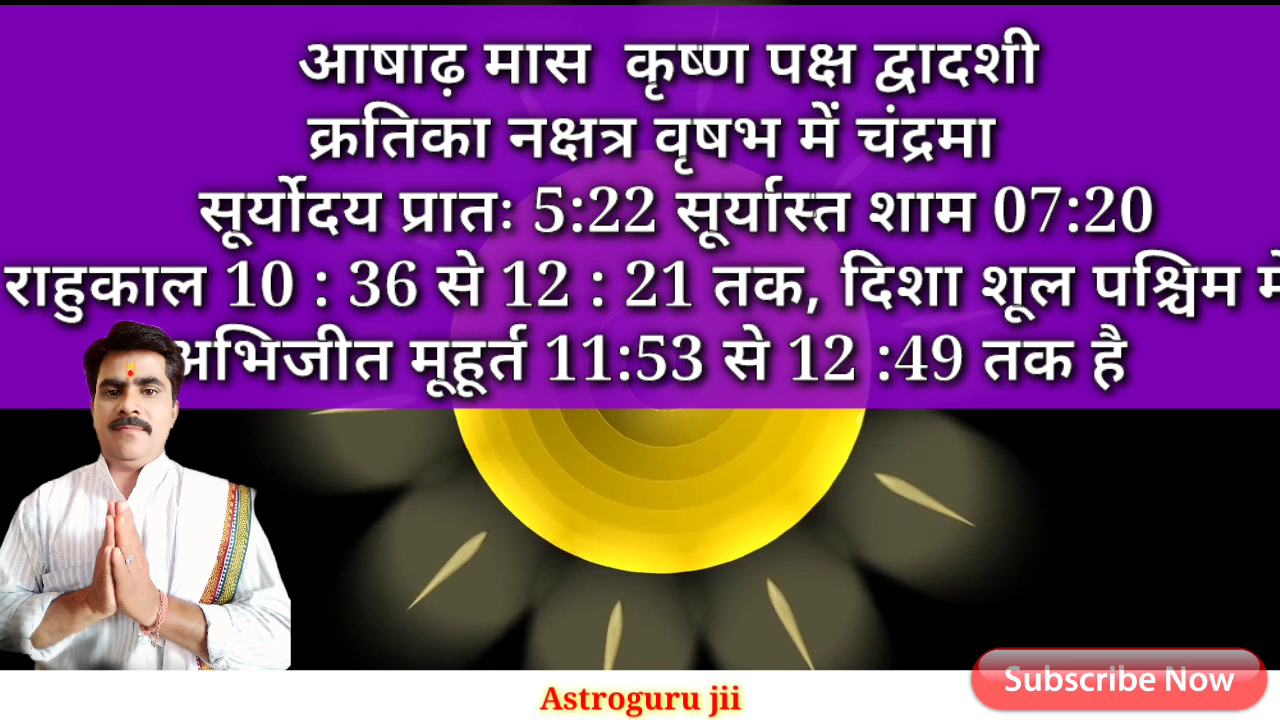 आषाढ़ मास कृष्ण पक्ष द्वादशी
क्रतिका नक्षत्र वृषभ में चंद्रमा
सूर्योदय प्रातः 5:22 सूर्यास्त शाम 07:20
राहुकाल 10 : 36 से 12 : 21 तक, दिशा शूल पश्चिम में
अभिजीत मूहूर्त 11:53 से 12 :49 तक है
Subscribe Now
Astroguru jii